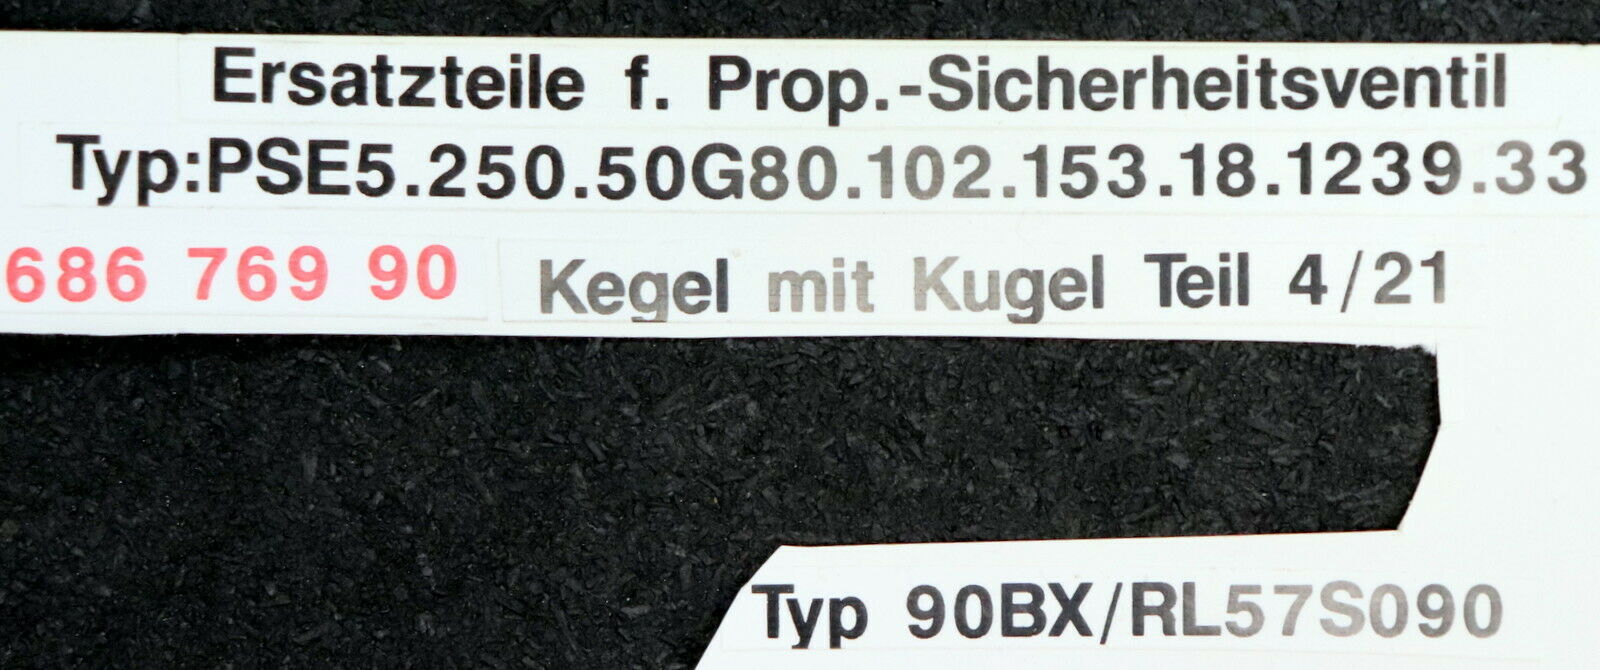 Ersatzteile f. Prop.-Sicherheitsventil
Typ:PSE5.250.50G80.102.153.18.1239.33
686 769 90 Kegel mit Kugel Teil 4/21
Typ 90BX/RL57S090